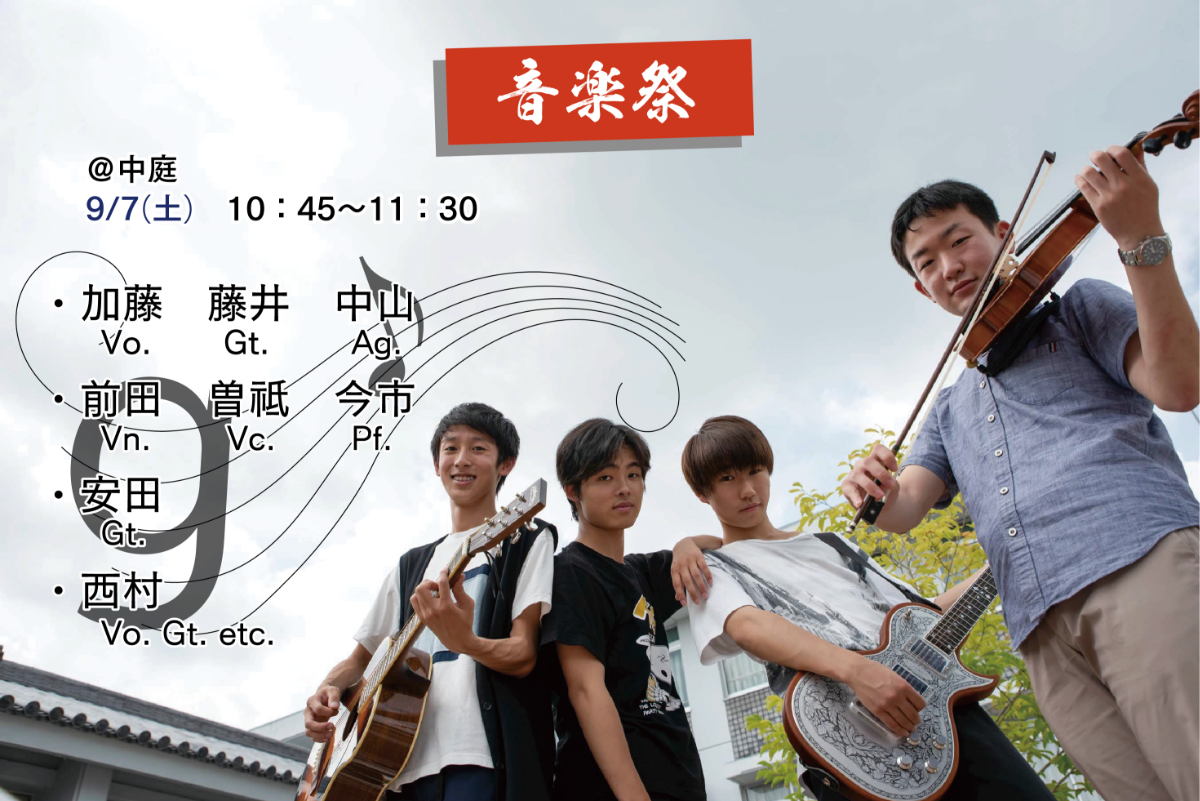 音楽祭
@中庭
9/7(土) 10：45～11：30
・加藤 藤井 中山
Vo. Gt. Ag.
・前田 曽祇 今市
Vn. Vc. Pf.
・安田
Gt.
・西村
Vo. Gt. etc.
g